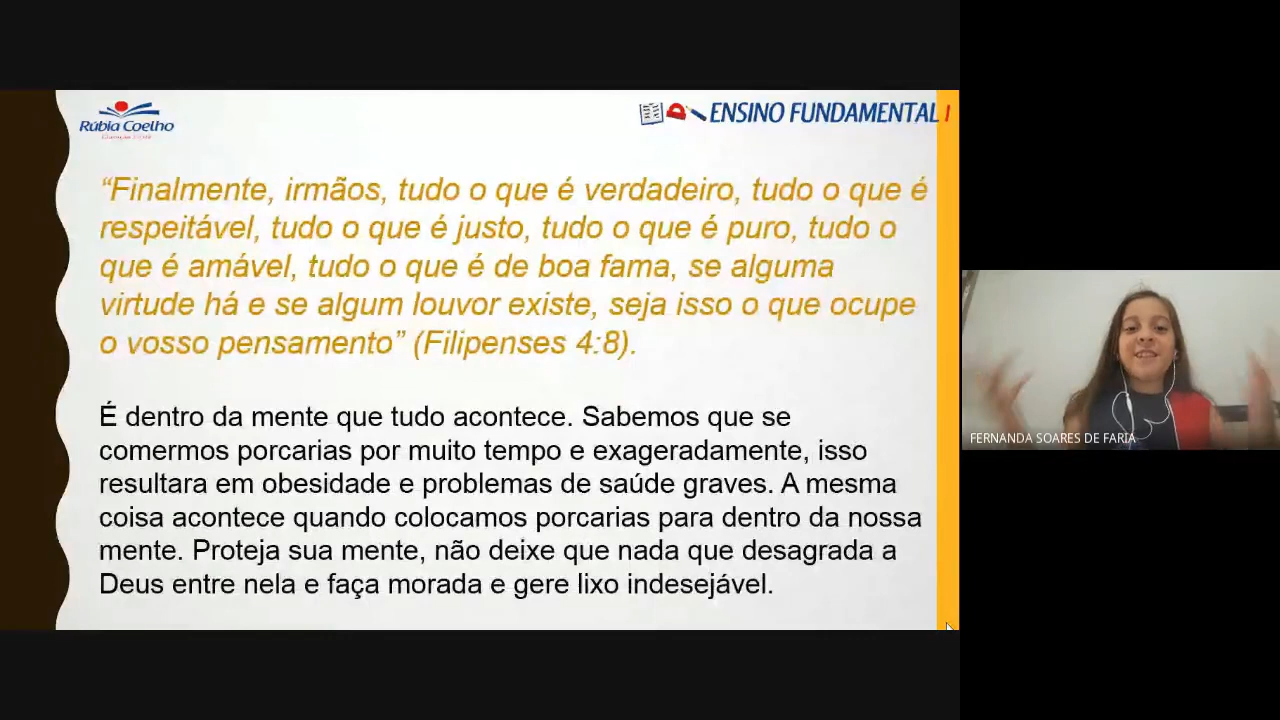 Rúbia Coelho
ENSINO FUNDAMENTAL I
“Finalmente, irmãos, tudo o que é verdadeiro, tudo o que é
respeitável, tudo o que é justo, tudo o que é puro, tudo o
que é amável, tudo o que é de boa fama, se alguma
virtude há e se algum louvor existe, seja isso o que ocupe
o vosso pensamento” (Filipenses 4:8).
É dentro da mente que tudo acontece. Sabemos que se
comermos porcarias por muito tempo e exageradamente, isso
resultara em obesidade e problemas de saúde graves. A mesma
coisa acontece quando colocamos porcarias para dentro da nossa
mente. Proteja sua mente, não deixe que nada que desagrada a
Deus entre nela e faça morada e gere lixo indesejável.
FERNANDA SOARES DE FARIA